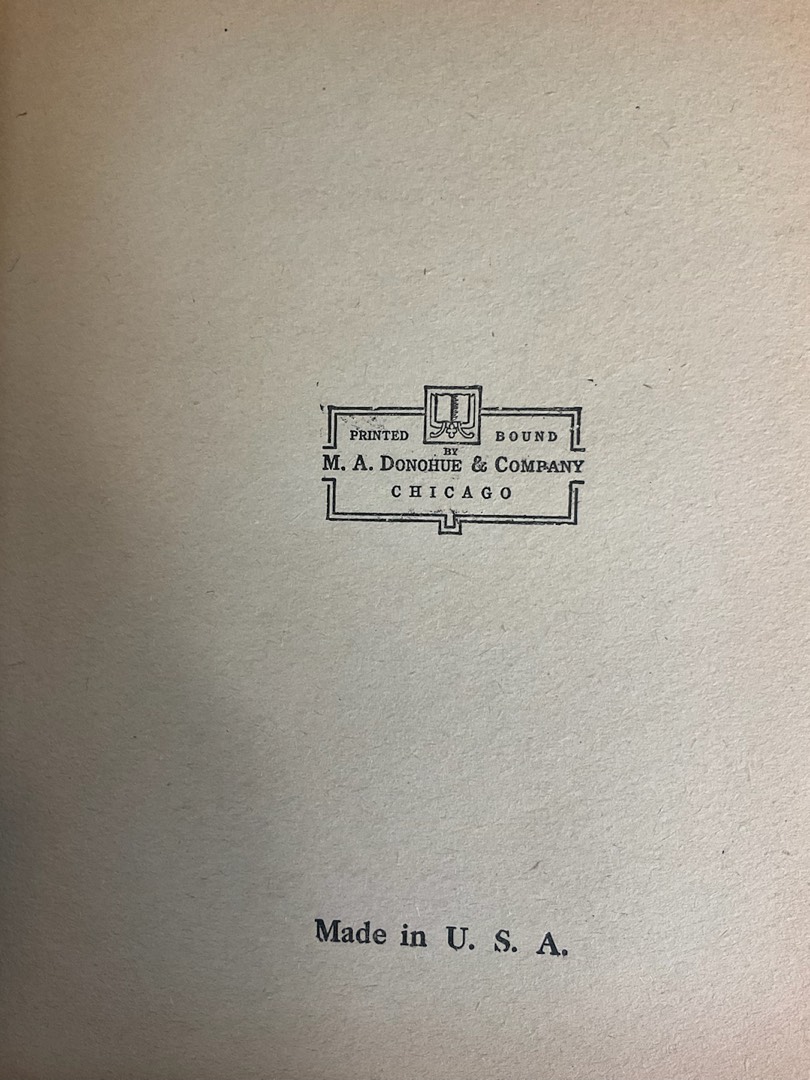 PRINTED BOUND
BY
M. A. DONOHUE & COMPANY
CHICAGO
Made in U. S. A.